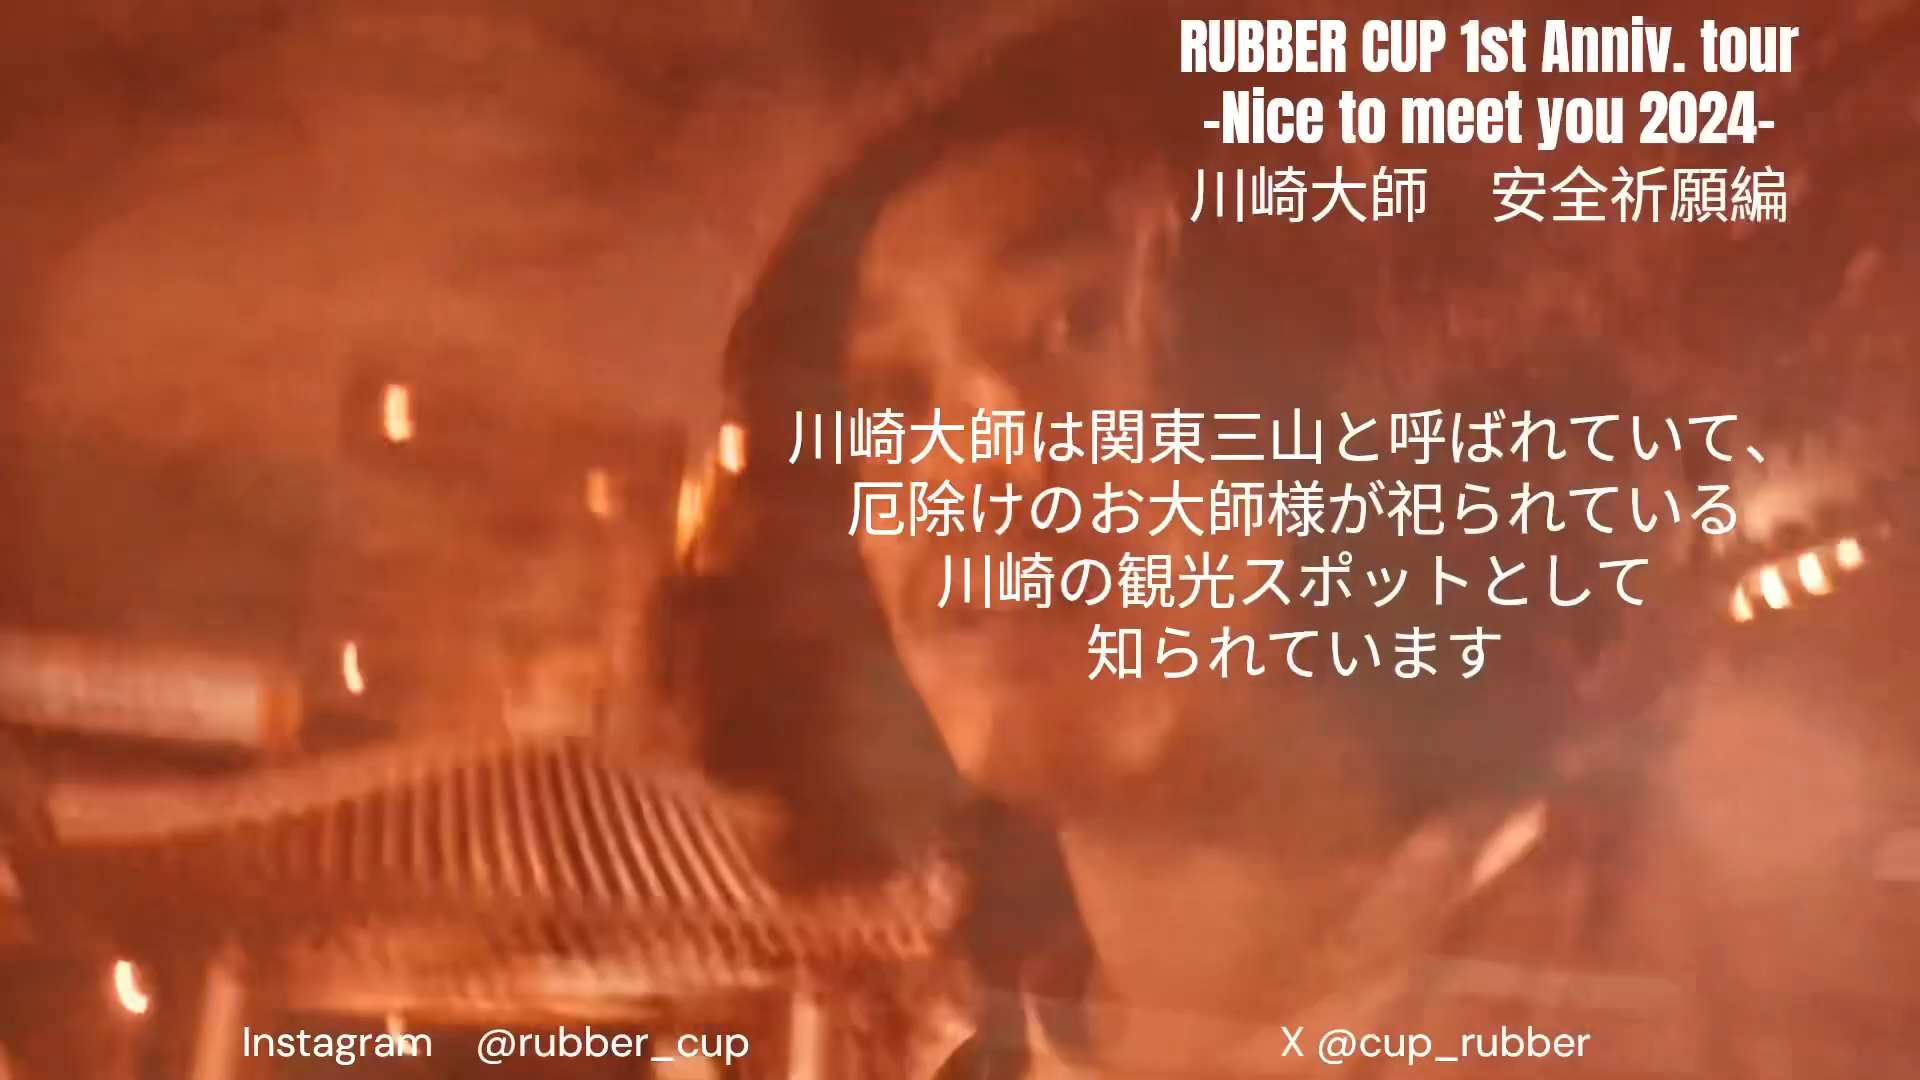 RUBBER CUP 1st Anniv. tour
-Nice to meet you 2024-
川崎大師　安全祈願編
川崎大師は関東三山と呼ばれていて、
厄除けのお大師様が祀られている
川崎の観光スポットとして
知られています
Instagram　@rubber_cup
X @cup_rubber